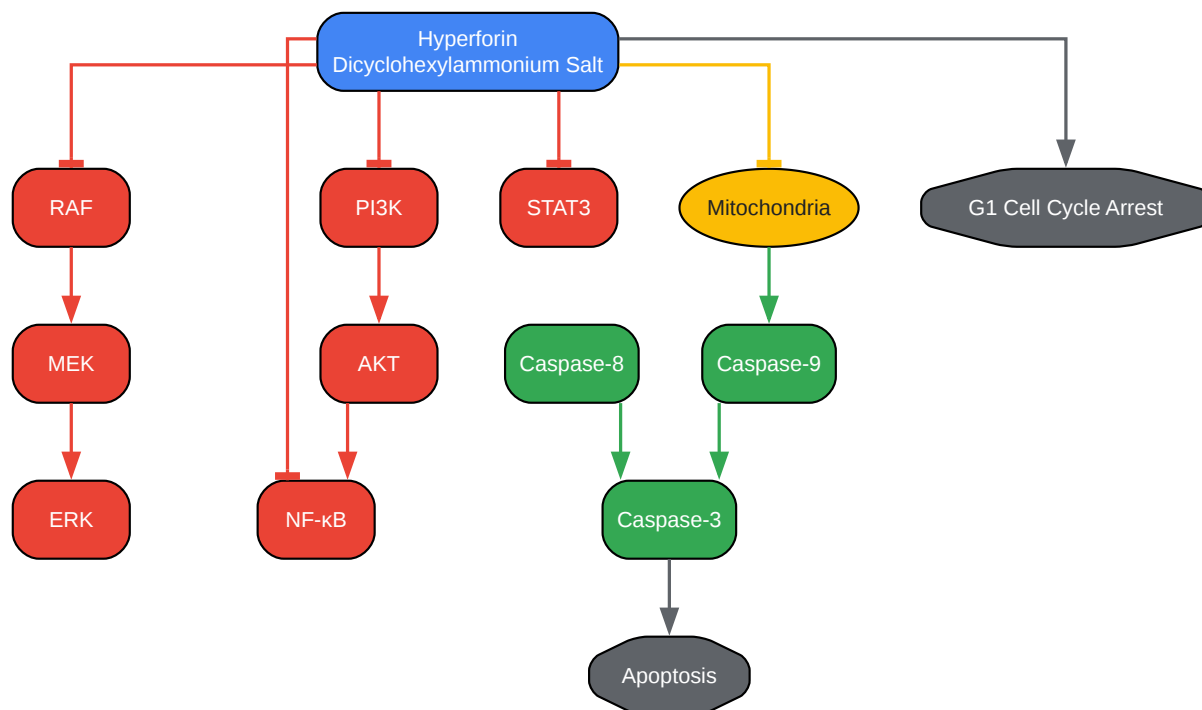 Hyperforin
Dicyclohexylammonium Salt
RAF
PI3K
STAT3
Mitochondria
G1 Cell Cycle Arrest
MEK
AKT
Caspase-8
Caspase-9
ERK
NF-κB
Caspase-3
Apoptosis